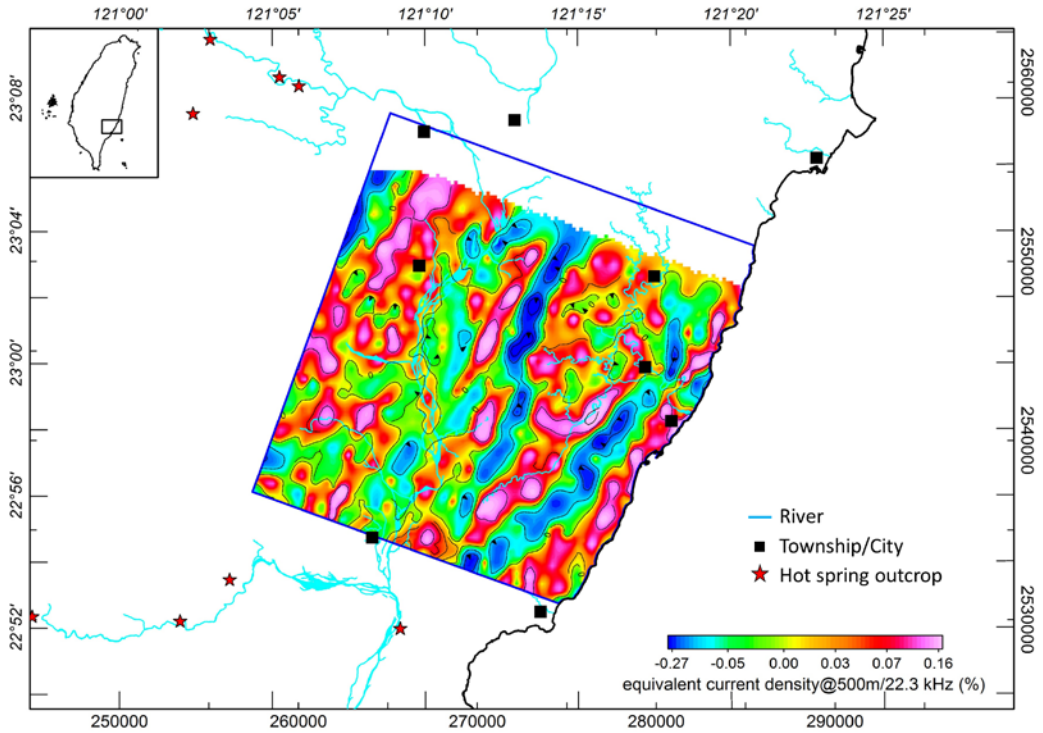 121°00' 121°05' 121°10' 121°15' 121°20' 121°25'
23°08'
23°04'
23°00'
22°56'
22°52'
2560000
2550000
2540000
2530000
River
Township/City
Hot spring outcrop
-0.27 -0.05 0.00 0.03 0.07 0.16
equivalent current density@500m/22.3 kHz (%)
250000 260000 270000 280000 290000